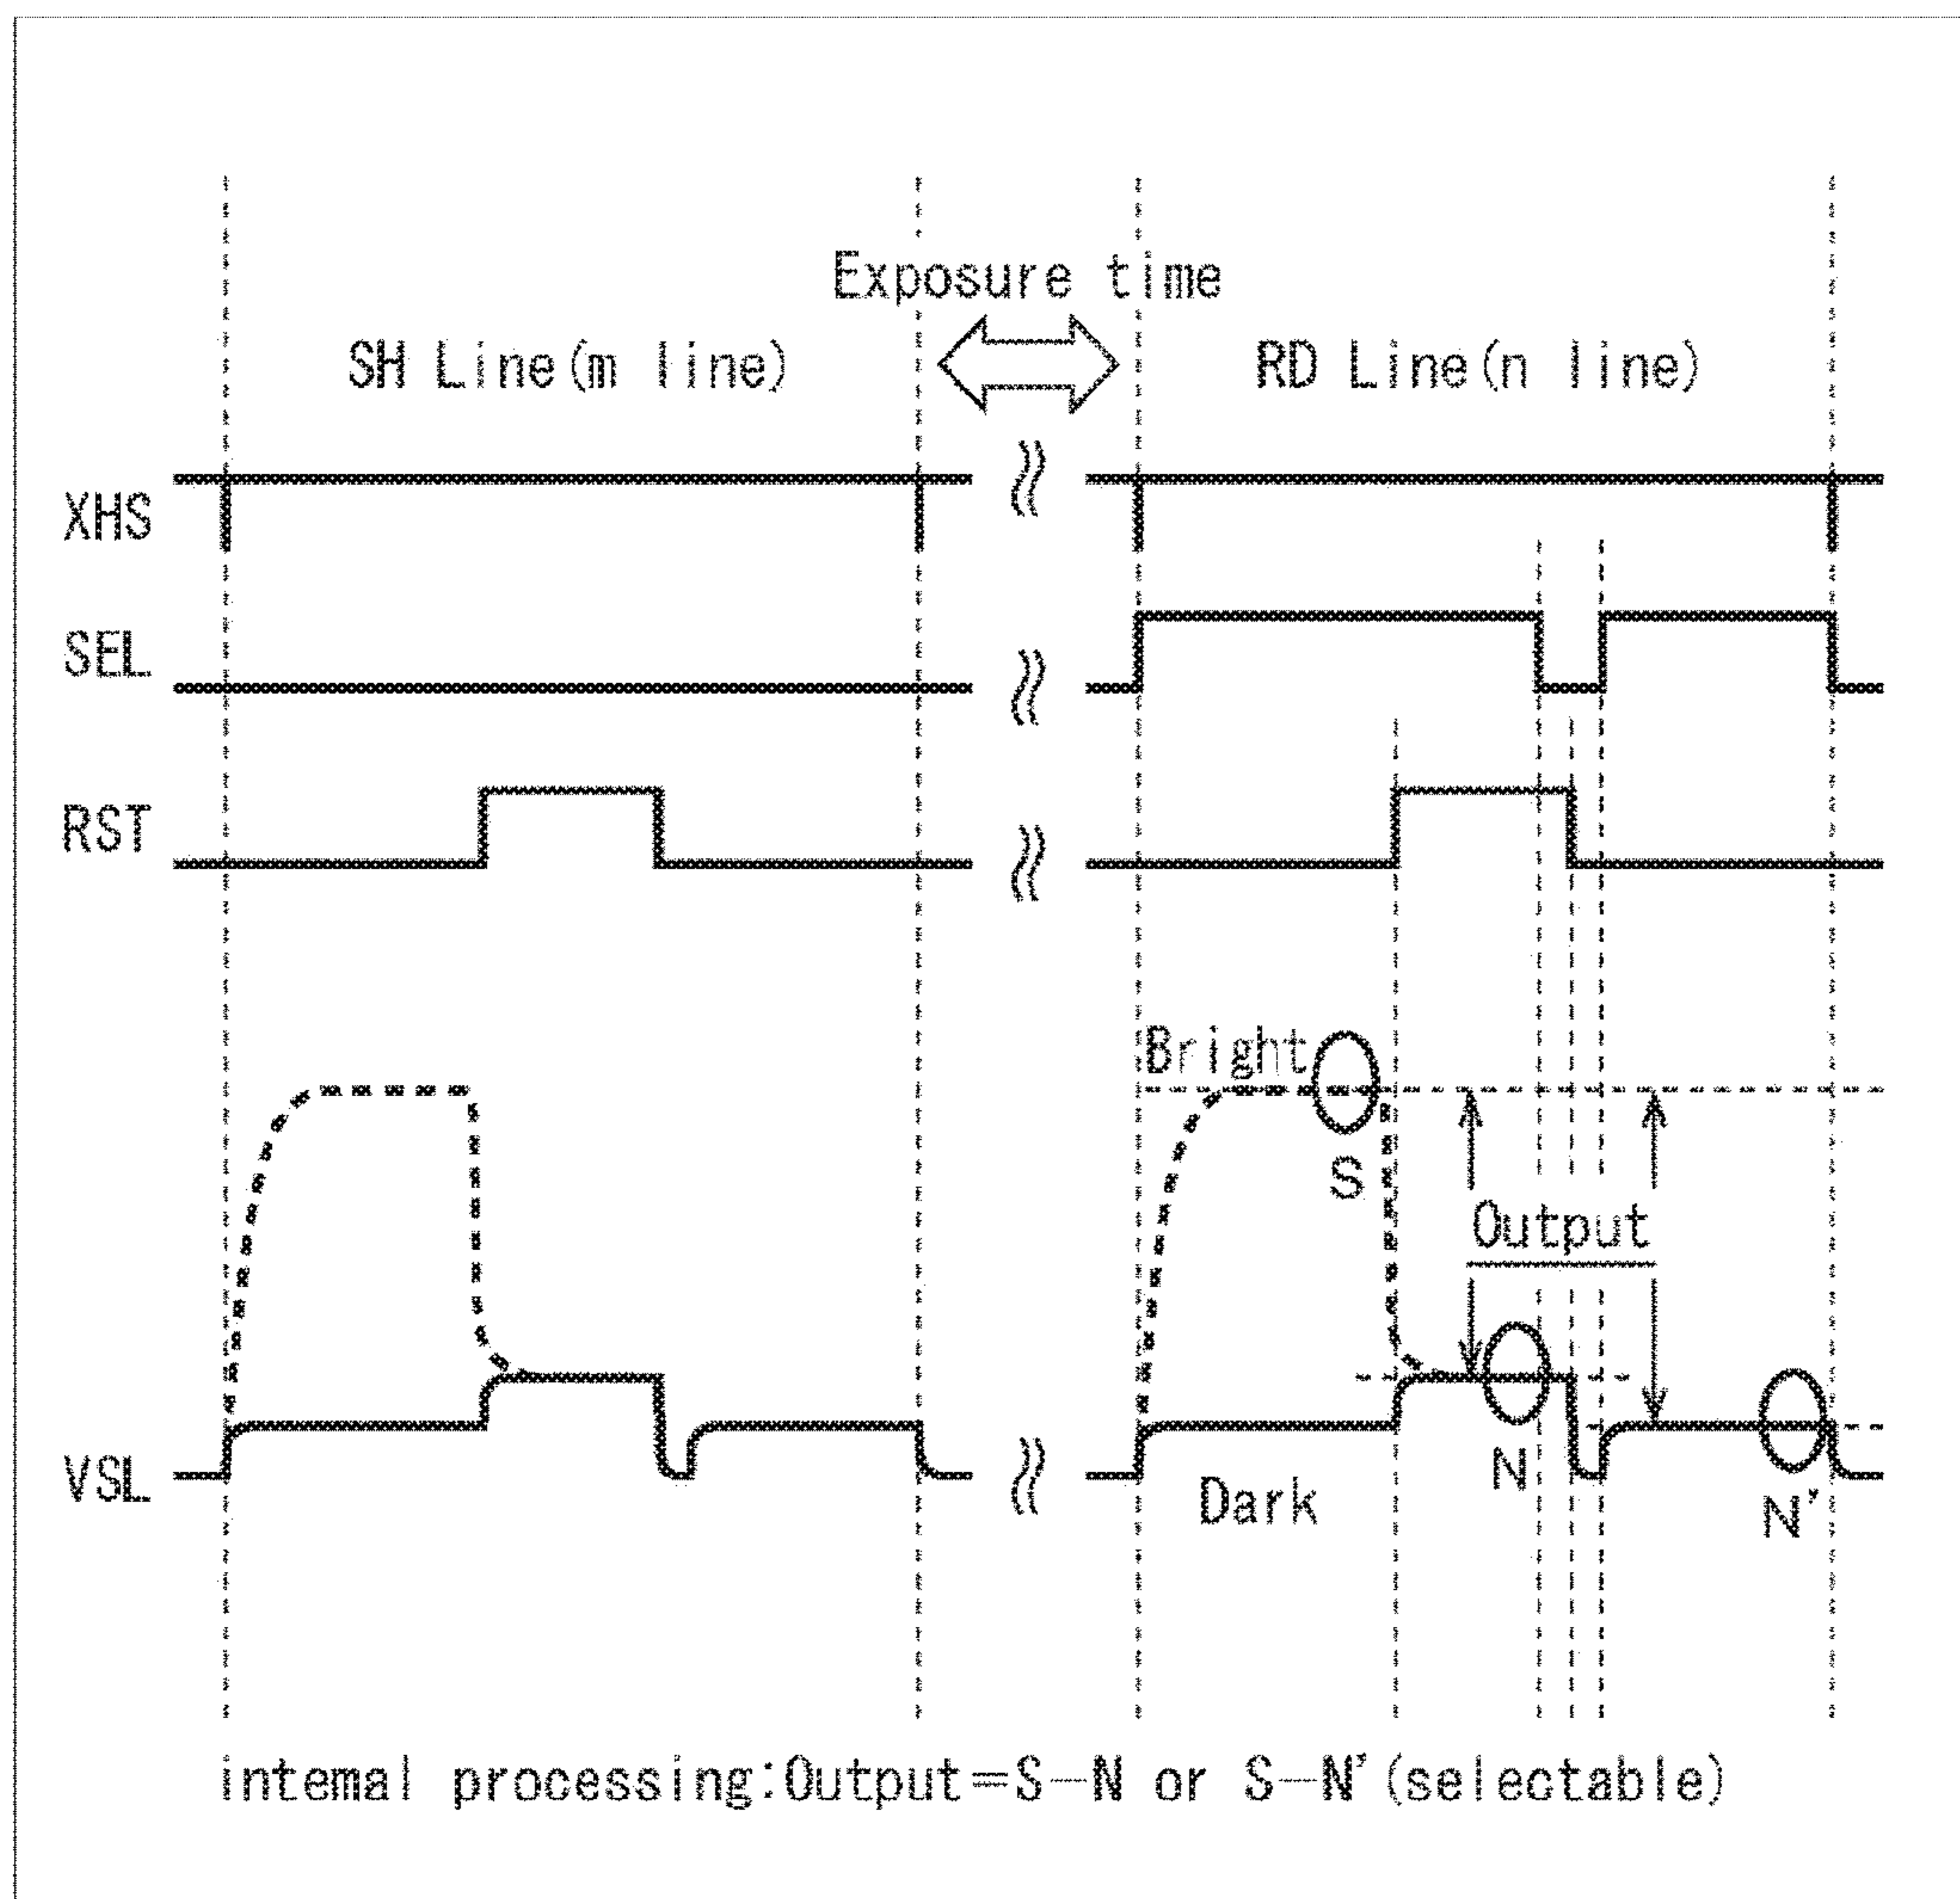 Exposure time
SH Line(m line)
RD Line(n line)
XHS
SEL
RST
Bright
S
Output
N
VSL
Dark
N'
intemal processing:Output=S-N or S-N'(selectable)